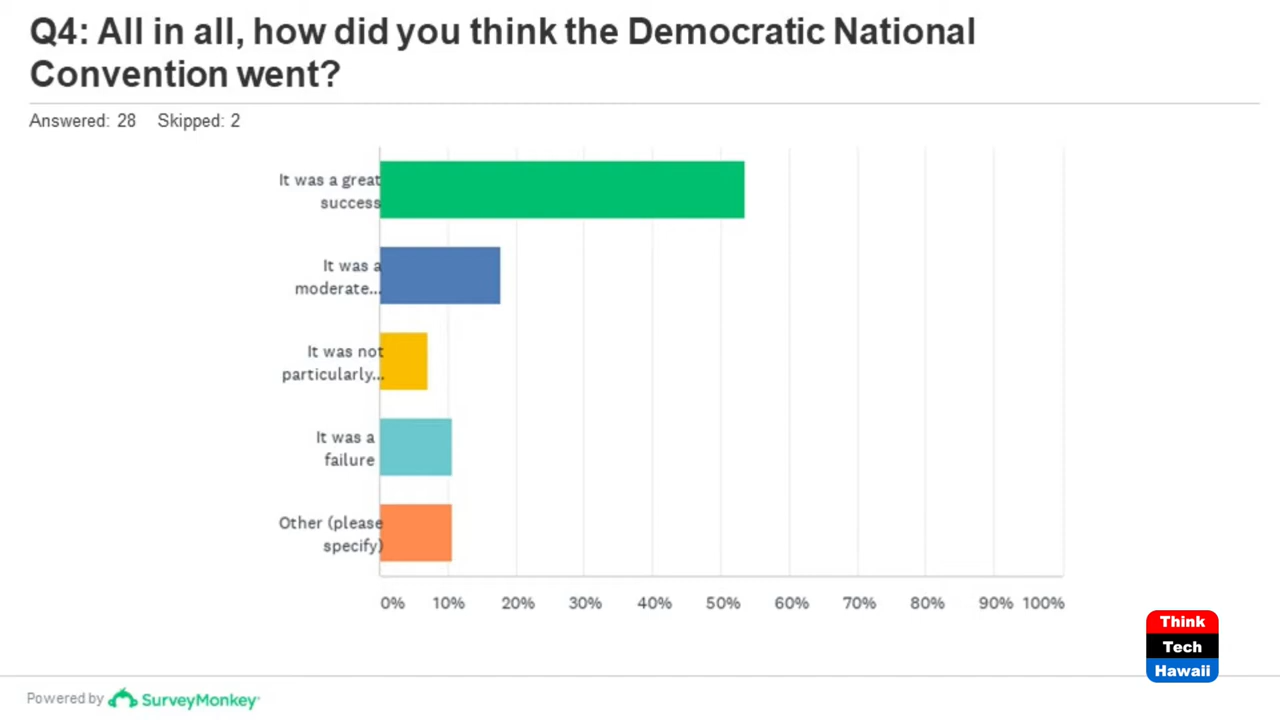 Q4: All in all, how did you think the Democratic National
Convention went?
Answered: 28 Skipped: 2
It was a great
success
It was a
moderate...
It was not
particularly...
It was a
failure
Other (please
specify)
0% 10% 20% 30% 40% 50% 60% 70% 80% 90% 100%
Think
Tech
Hawaii
Powered by SurveyMonkey